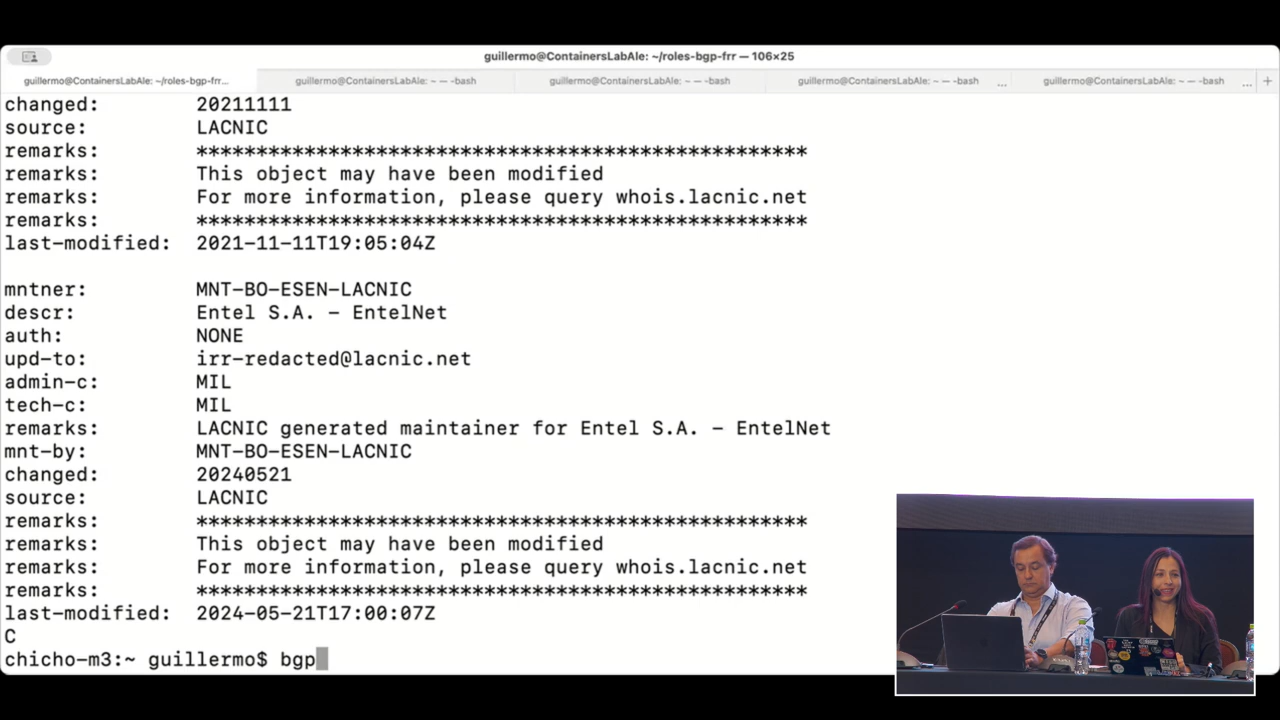 guillermo@ContainersLabAle: ~/roles-bgp-frr — 106×25
guillermo@ContainersLabAle: ~/roles-bgp-frr...
guillermo@ContainersLabAle: ~ — -bash
guillermo@ContainersLabAle: ~ — -bash
guillermo@ContainersLabAle: ~ — -bash ...
guillermo@ContainersLabAle: ~ — -bash ...
+
changed: 20211111
source: LACNIC
remarks: ***************************************************
remarks: This object may have been modified
remarks: For more information, please query whois.lacnic.net
remarks: ***************************************************
last-modified: 2021-11-11T19:05:04Z
mntner: MNT-BO-ESEN-LACNIC
descr: Entel S.A. - EntelNet
auth: NONE
upd-to: irr-redacted@lacnic.net
admin-c: MIL
tech-c: MIL
remarks: LACNIC generated maintainer for Entel S.A. - EntelNet
mnt-by: MNT-BO-ESEN-LACNIC
changed: 20240521
source: LACNIC
remarks: ***************************************************
remarks: This object may have been modified
remarks: For more information, please query whois.lacnic.net
remarks: ***************************************************
last-modified: 2024-05-21T17:00:07Z
C
chicho-m3:~ guillermo$ bgp